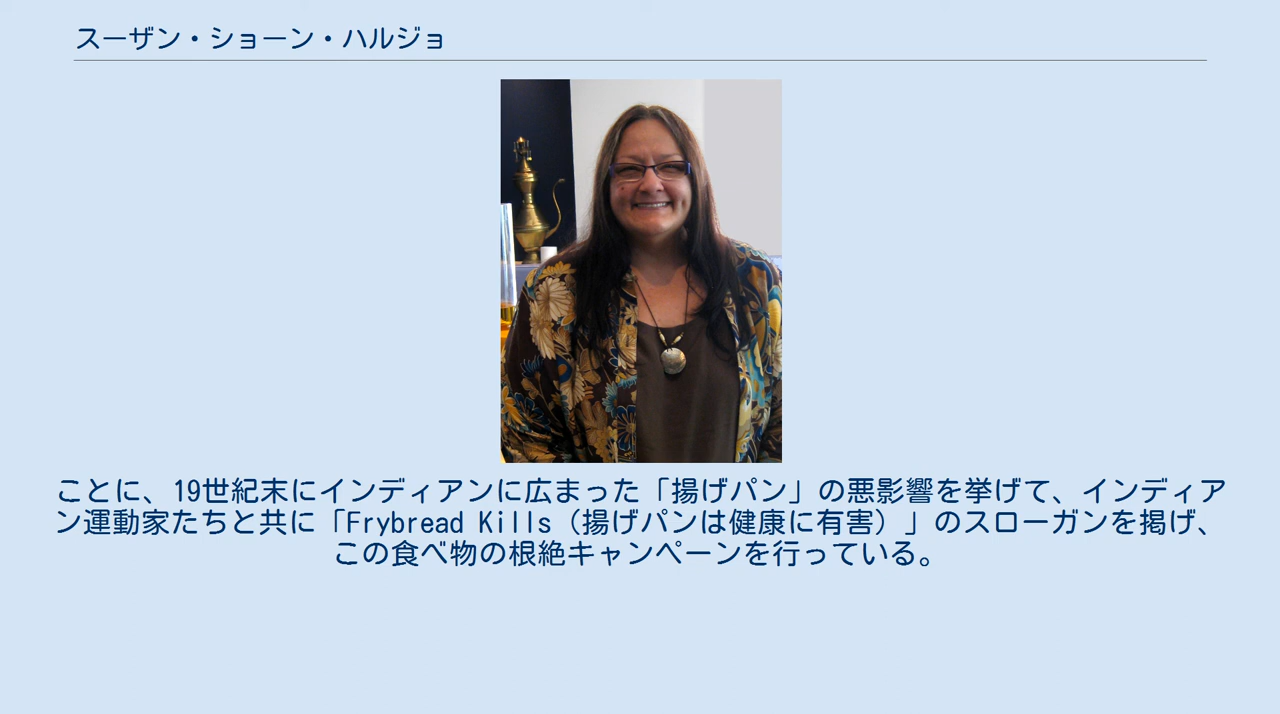 スーザン・ショーン・ハルジョ
ことに、19世紀末にインディアンに広まった「揚げパン」の悪影響を挙げて、インディア
ン運動家たちと共に「Frybread Kills（揚げパンは健康に有害）」のスローガンを掲げ、
この食べ物の根絶キャンペーンを行っている。